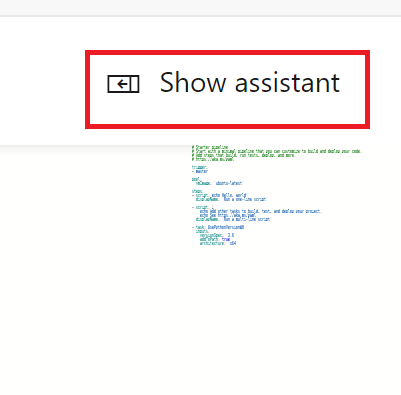 Show assistant
# Starter pipeline
# Start with a minimal pipeline that you can customize to build and deploy your code.
# Add steps that build, run tests, deploy, and more:
# https://aka.ms/yaml
trigger:
- master
pool:
vmImage: 'ubuntu-latest'
steps:
- script: echo Hello, world!
displayName: 'Run a one-line script'
- script: |
echo Add other tasks to build, test, and deploy your project.
echo See https://aka.ms/yaml
displayName: 'Run a multi-line script'
- task: UsePythonVersion@0
inputs:
versionSpec: '3.8'
addToPath: true
architecture: 'x64'